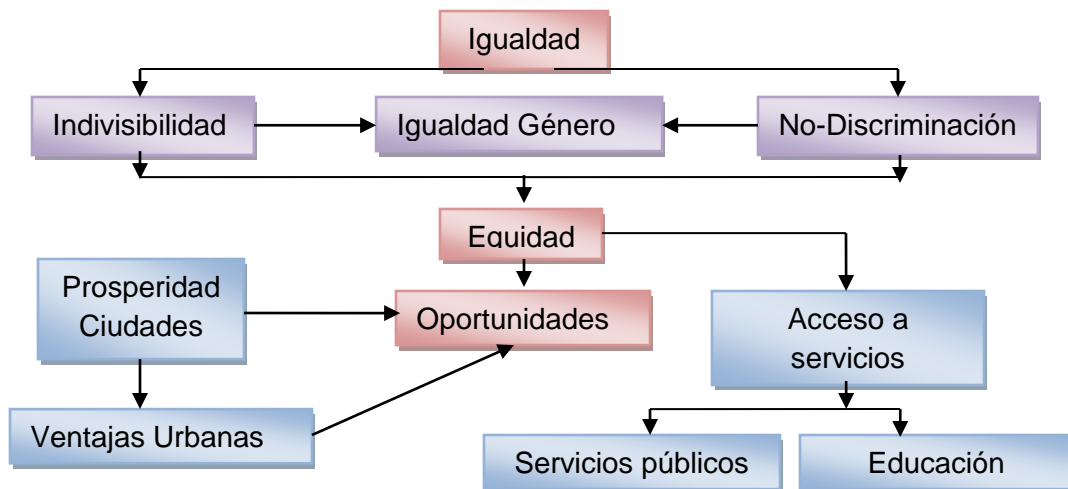 Igualdad
Indivisibilidad
Igualdad Género
No-Discriminación
Equidad
Prosperidad
Ciudades
Oportunidades
Acceso a
servicios
Ventajas Urbanas
Servicios públicos
Educación